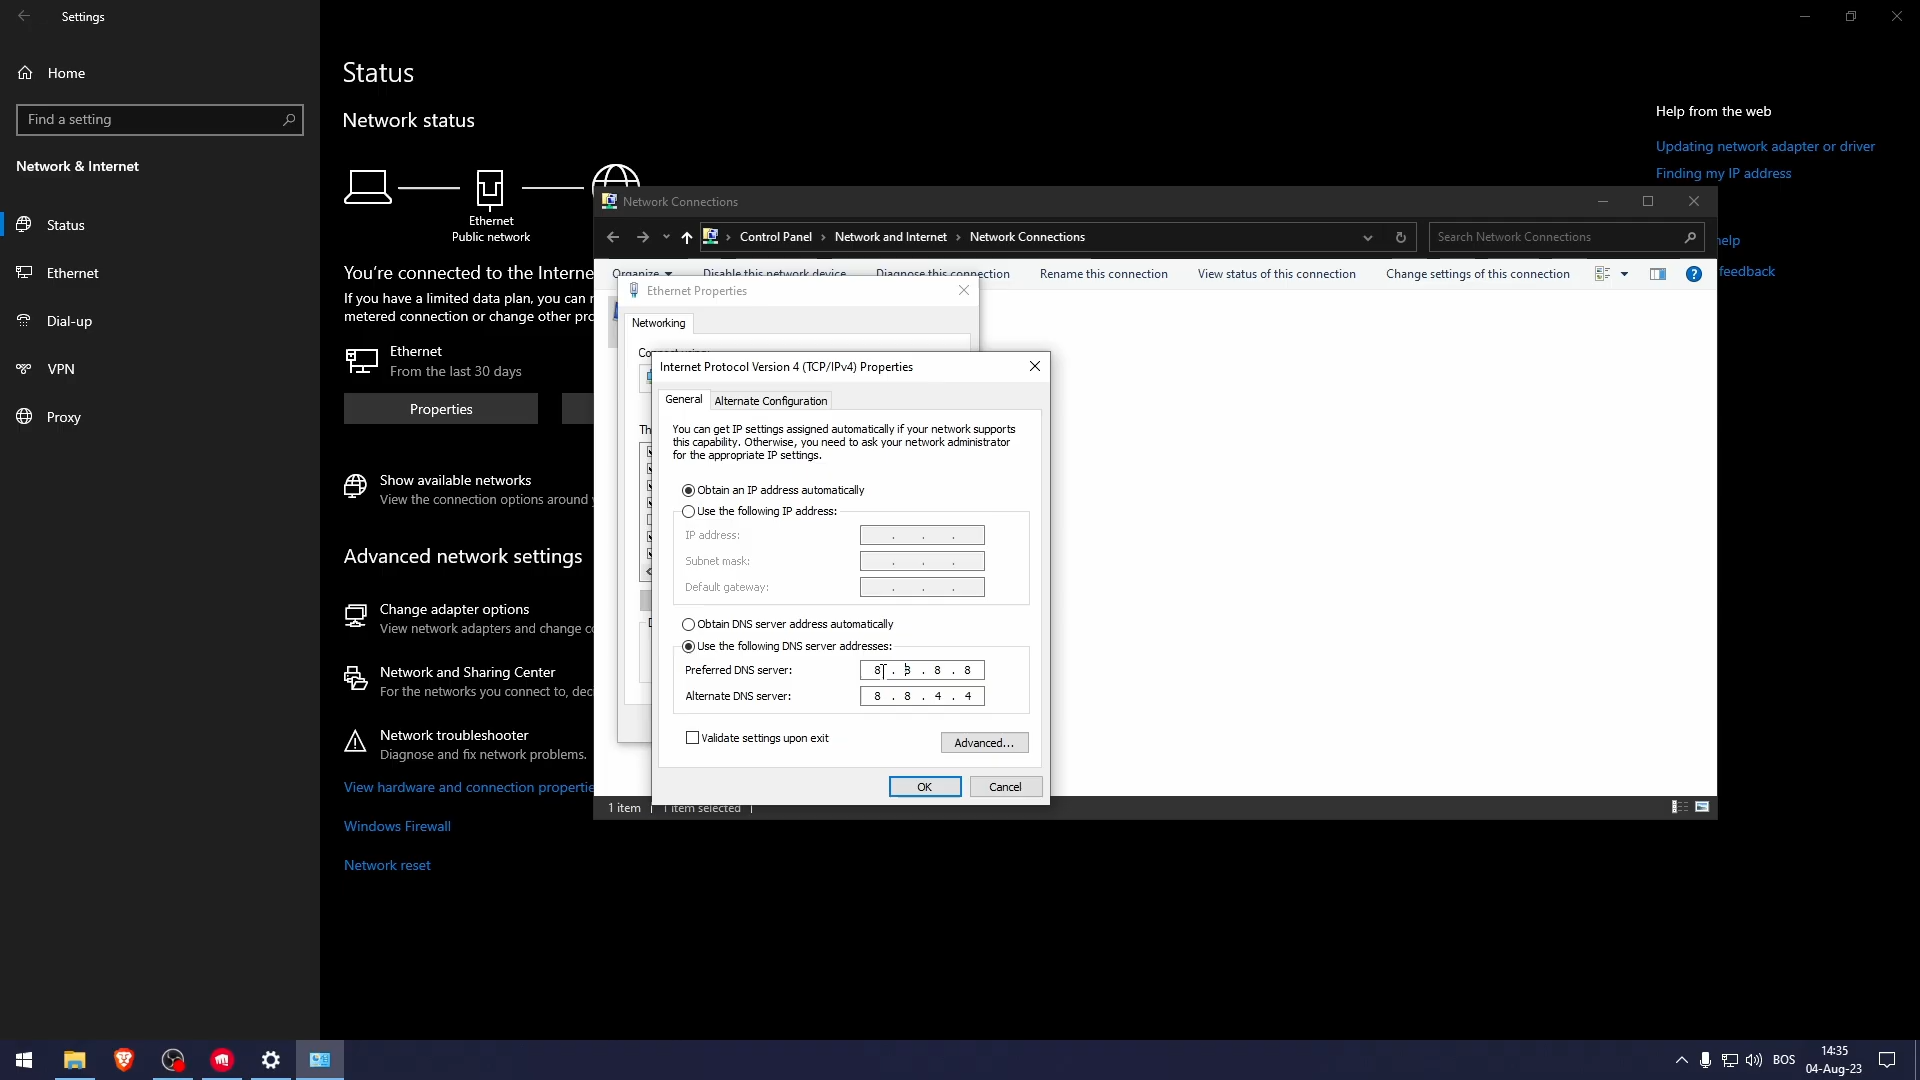 Settings
Home
Find a setting
Network & Internet
Status
Ethernet
Dial-up
VPN
Proxy
Status
Network status
Ethernet
Public network
You're connected to the Interne
If you have a limited data plan, you can
metered connection or change other pro
Ethernet
From the last 30 days
Properties
Show available networks
View the connection options around
Advanced network settings
Change adapter options
View network adapters and change co
Network and Sharing Center
For the networks you connect to, dec
Network troubleshooter
Diagnose and fix network problems.
View hardware and connection propertie
Windows Firewall
Network reset
Help from the web
Updating network adapter or driver
Finding my IP address
help
feedback
Network Connections
Control Panel › Network and Internet › Network Connections
Search Network Connections
Organize Disable this network device Diagnose this connection Rename this connection View status of this connection Change settings of this connection
Ethernet Properties
Networking
Connect using:
Th
Internet Protocol Version 4 (TCP/IPv4) Properties
General Alternate Configuration
You can get IP settings assigned automatically if your network supports
this capability. Otherwise, you need to ask your network administrator
for the appropriate IP settings.
Obtain an IP address automatically
Use the following IP address:
IP address: . . .
Subnet mask: . . .
Default gateway: . . .
Obtain DNS server address automatically
Use the following DNS server addresses:
Preferred DNS server: 8 . 8 . 8 . 8
Alternate DNS server: 8 . 8 . 4 . 4
Validate settings upon exit
Advanced...
OK Cancel
1 item 1 item selected
BOS
14:35
04-Aug-23